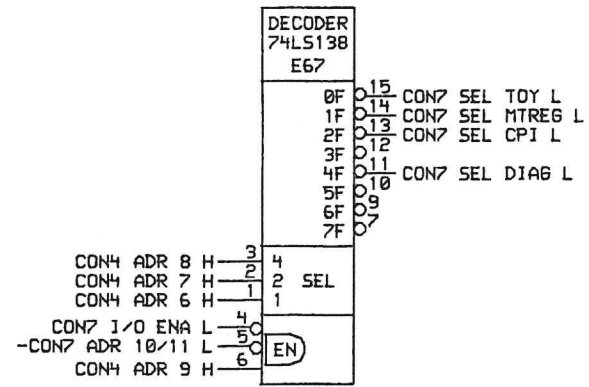 DECODER
74LS138
E67
0F 15 CON7 SEL TOY L
1F 14 CON7 SEL MTREG L
2F 13 CON7 SEL CPI L
3F 12
4F 11 CON7 SEL DIAG L
5F 10
6F 9
7F 7
CON4 ADR 8 H 3 4
CON4 ADR 7 H 2 2 SEL
CON4 ADR 6 H 1 1
CON7 I/O ENA L 4
-CON7 ADR 10/11 L 5 EN
CON4 ADR 9 H 6